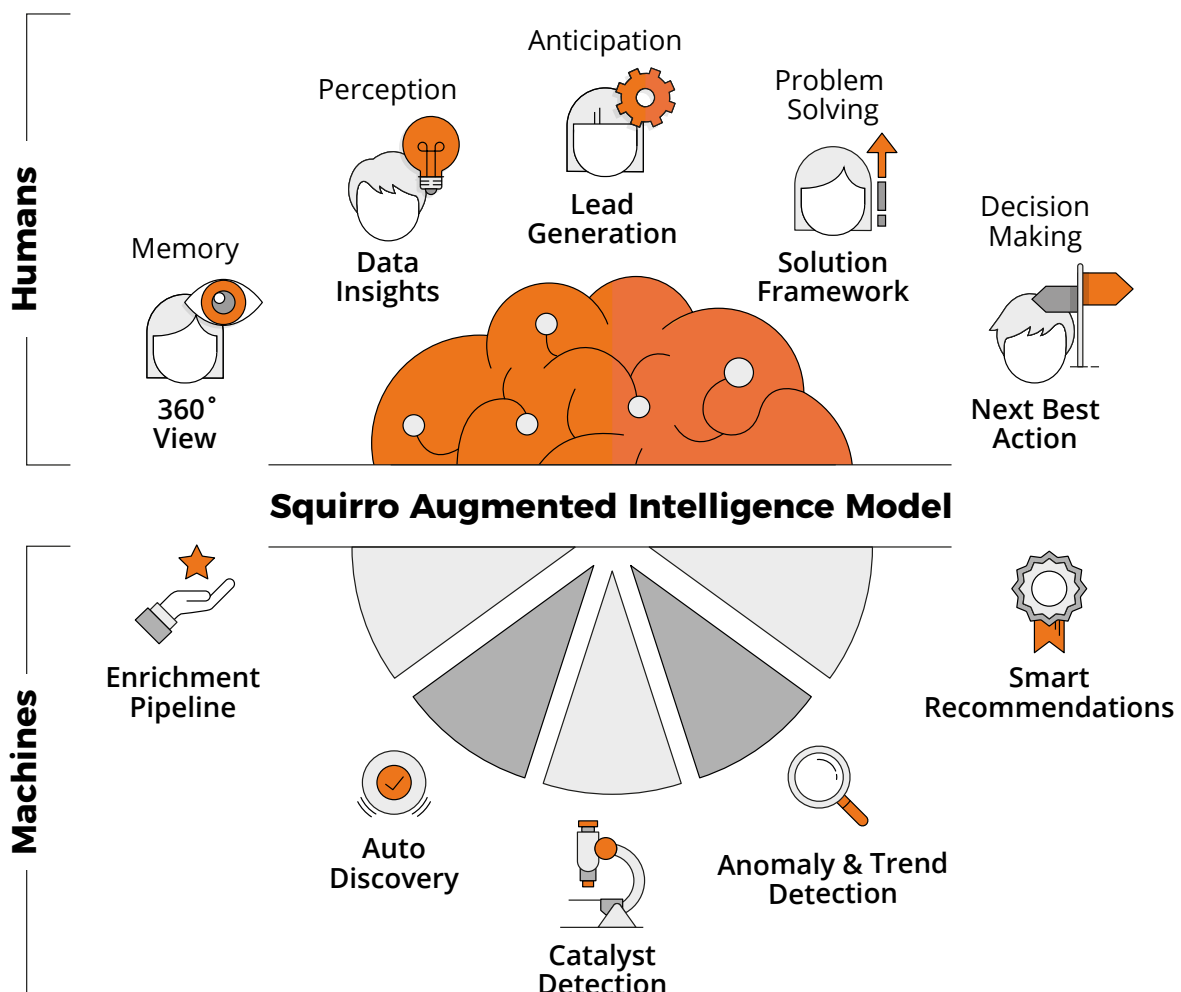 Humans
Anticipation
Lead
Generation
Perception
Data
Insights
Problem
Solving
Solution
Framework
Memory
360°
View
Decision
Making
Next Best
Action
Squirro Augmented Intelligence Model
Machines
Enrichment
Pipeline
Auto
Discovery
Catalyst
Detection
Anomaly & Trend
Detection
Smart
Recommendations